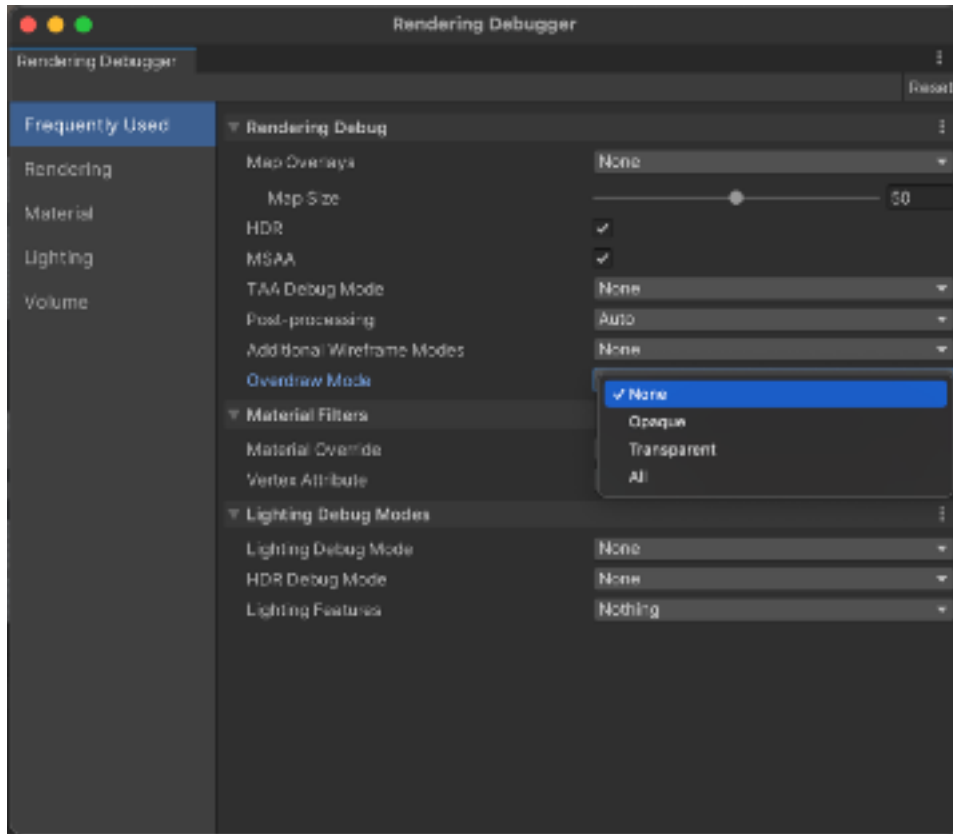 Rendering Debugger
Rendering Debugger
Reset
Frequently Used
Rendering
Material
Lighting
Volume
Rendering Debug
Map Overlays None
Map Size 50
HDR
MSAA
TAA Debug Mode None
Post-processing Auto
Additional Wireframe Modes None
Overdraw Mode
None
Opaque
Transparent
All
Material Filters
Material Override
Vertex Attribute
Lighting Debug Modes
Lighting Debug Mode None
HDR Debug Mode None
Lighting Features Nothing